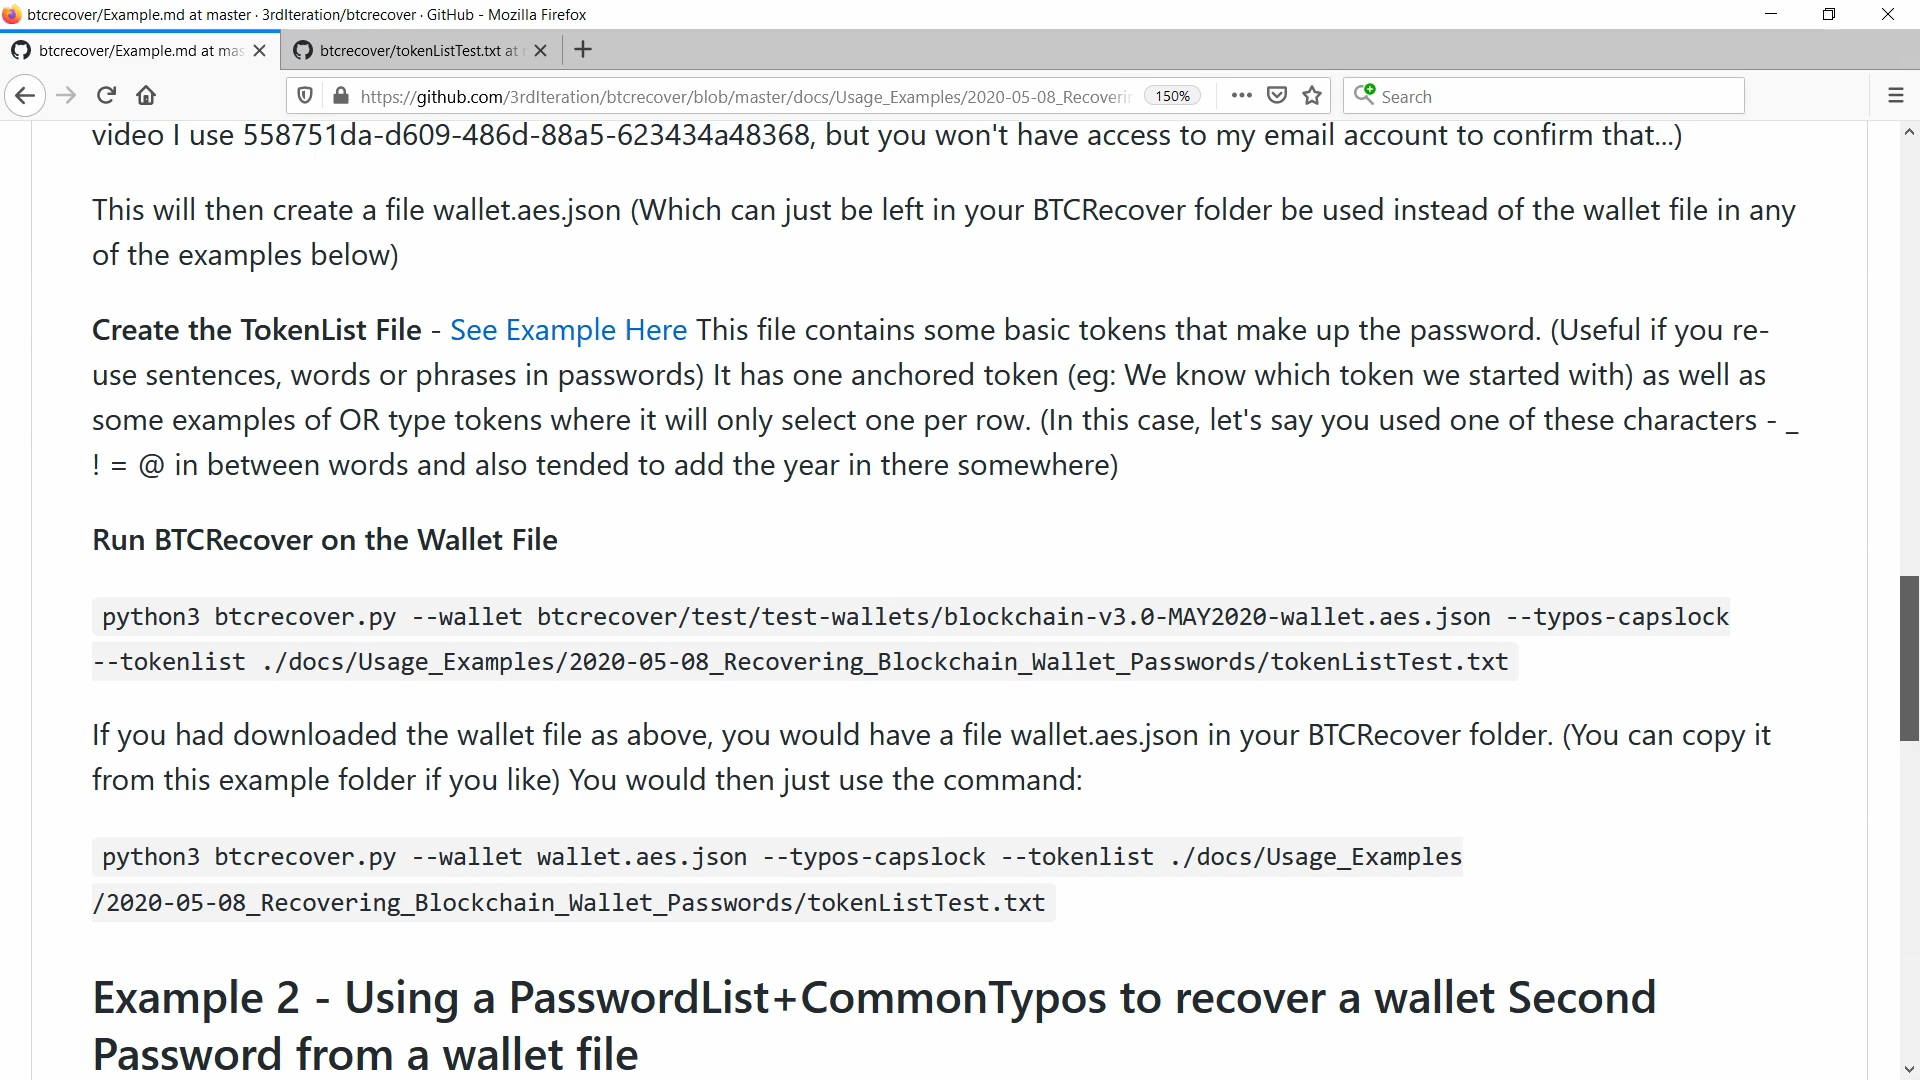 btcrecover/Example.md at master · 3rdIteration/btcrecover · GitHub - Mozilla Firefox
btcrecover/Example.md at mas
btcrecover/tokenListTest.txt at
https://github.com/3rdIteration/btcrecover/blob/master/docs/Usage_Examples/2020-05-08_Recoverin
150%
Search
video I use 558751da-d609-486d-88a5-623434a48368, but you won't have access to my email account to confirm that...)
This will then create a file wallet.aes.json (Which can just be left in your BTCRecover folder be used instead of the wallet file in any
of the examples below)
Create the TokenList File - See Example Here This file contains some basic tokens that make up the password. (Useful if you re-
use sentences, words or phrases in passwords) It has one anchored token (eg: We know which token we started with) as well as
some examples of OR type tokens where it will only select one per row. (In this case, let's say you used one of these characters - _
! = @ in between words and also tended to add the year in there somewhere)
Run BTCRecover on the Wallet File
python3 btcrecover.py --wallet btcrecover/test/test-wallets/blockchain-v3.0-MAY2020-wallet.aes.json --typos-capslock
--tokenlist ./docs/Usage_Examples/2020-05-08_Recovering_Blockchain_Wallet_Passwords/tokenListTest.txt
If you had downloaded the wallet file as above, you would have a file wallet.aes.json in your BTCRecover folder. (You can copy it
from this example folder if you like) You would then just use the command:
python3 btcrecover.py --wallet wallet.aes.json --typos-capslock --tokenlist ./docs/Usage_Examples
/2020-05-08_Recovering_Blockchain_Wallet_Passwords/tokenListTest.txt
Example 2 - Using a PasswordList+CommonTypos to recover a wallet Second
Password from a wallet file